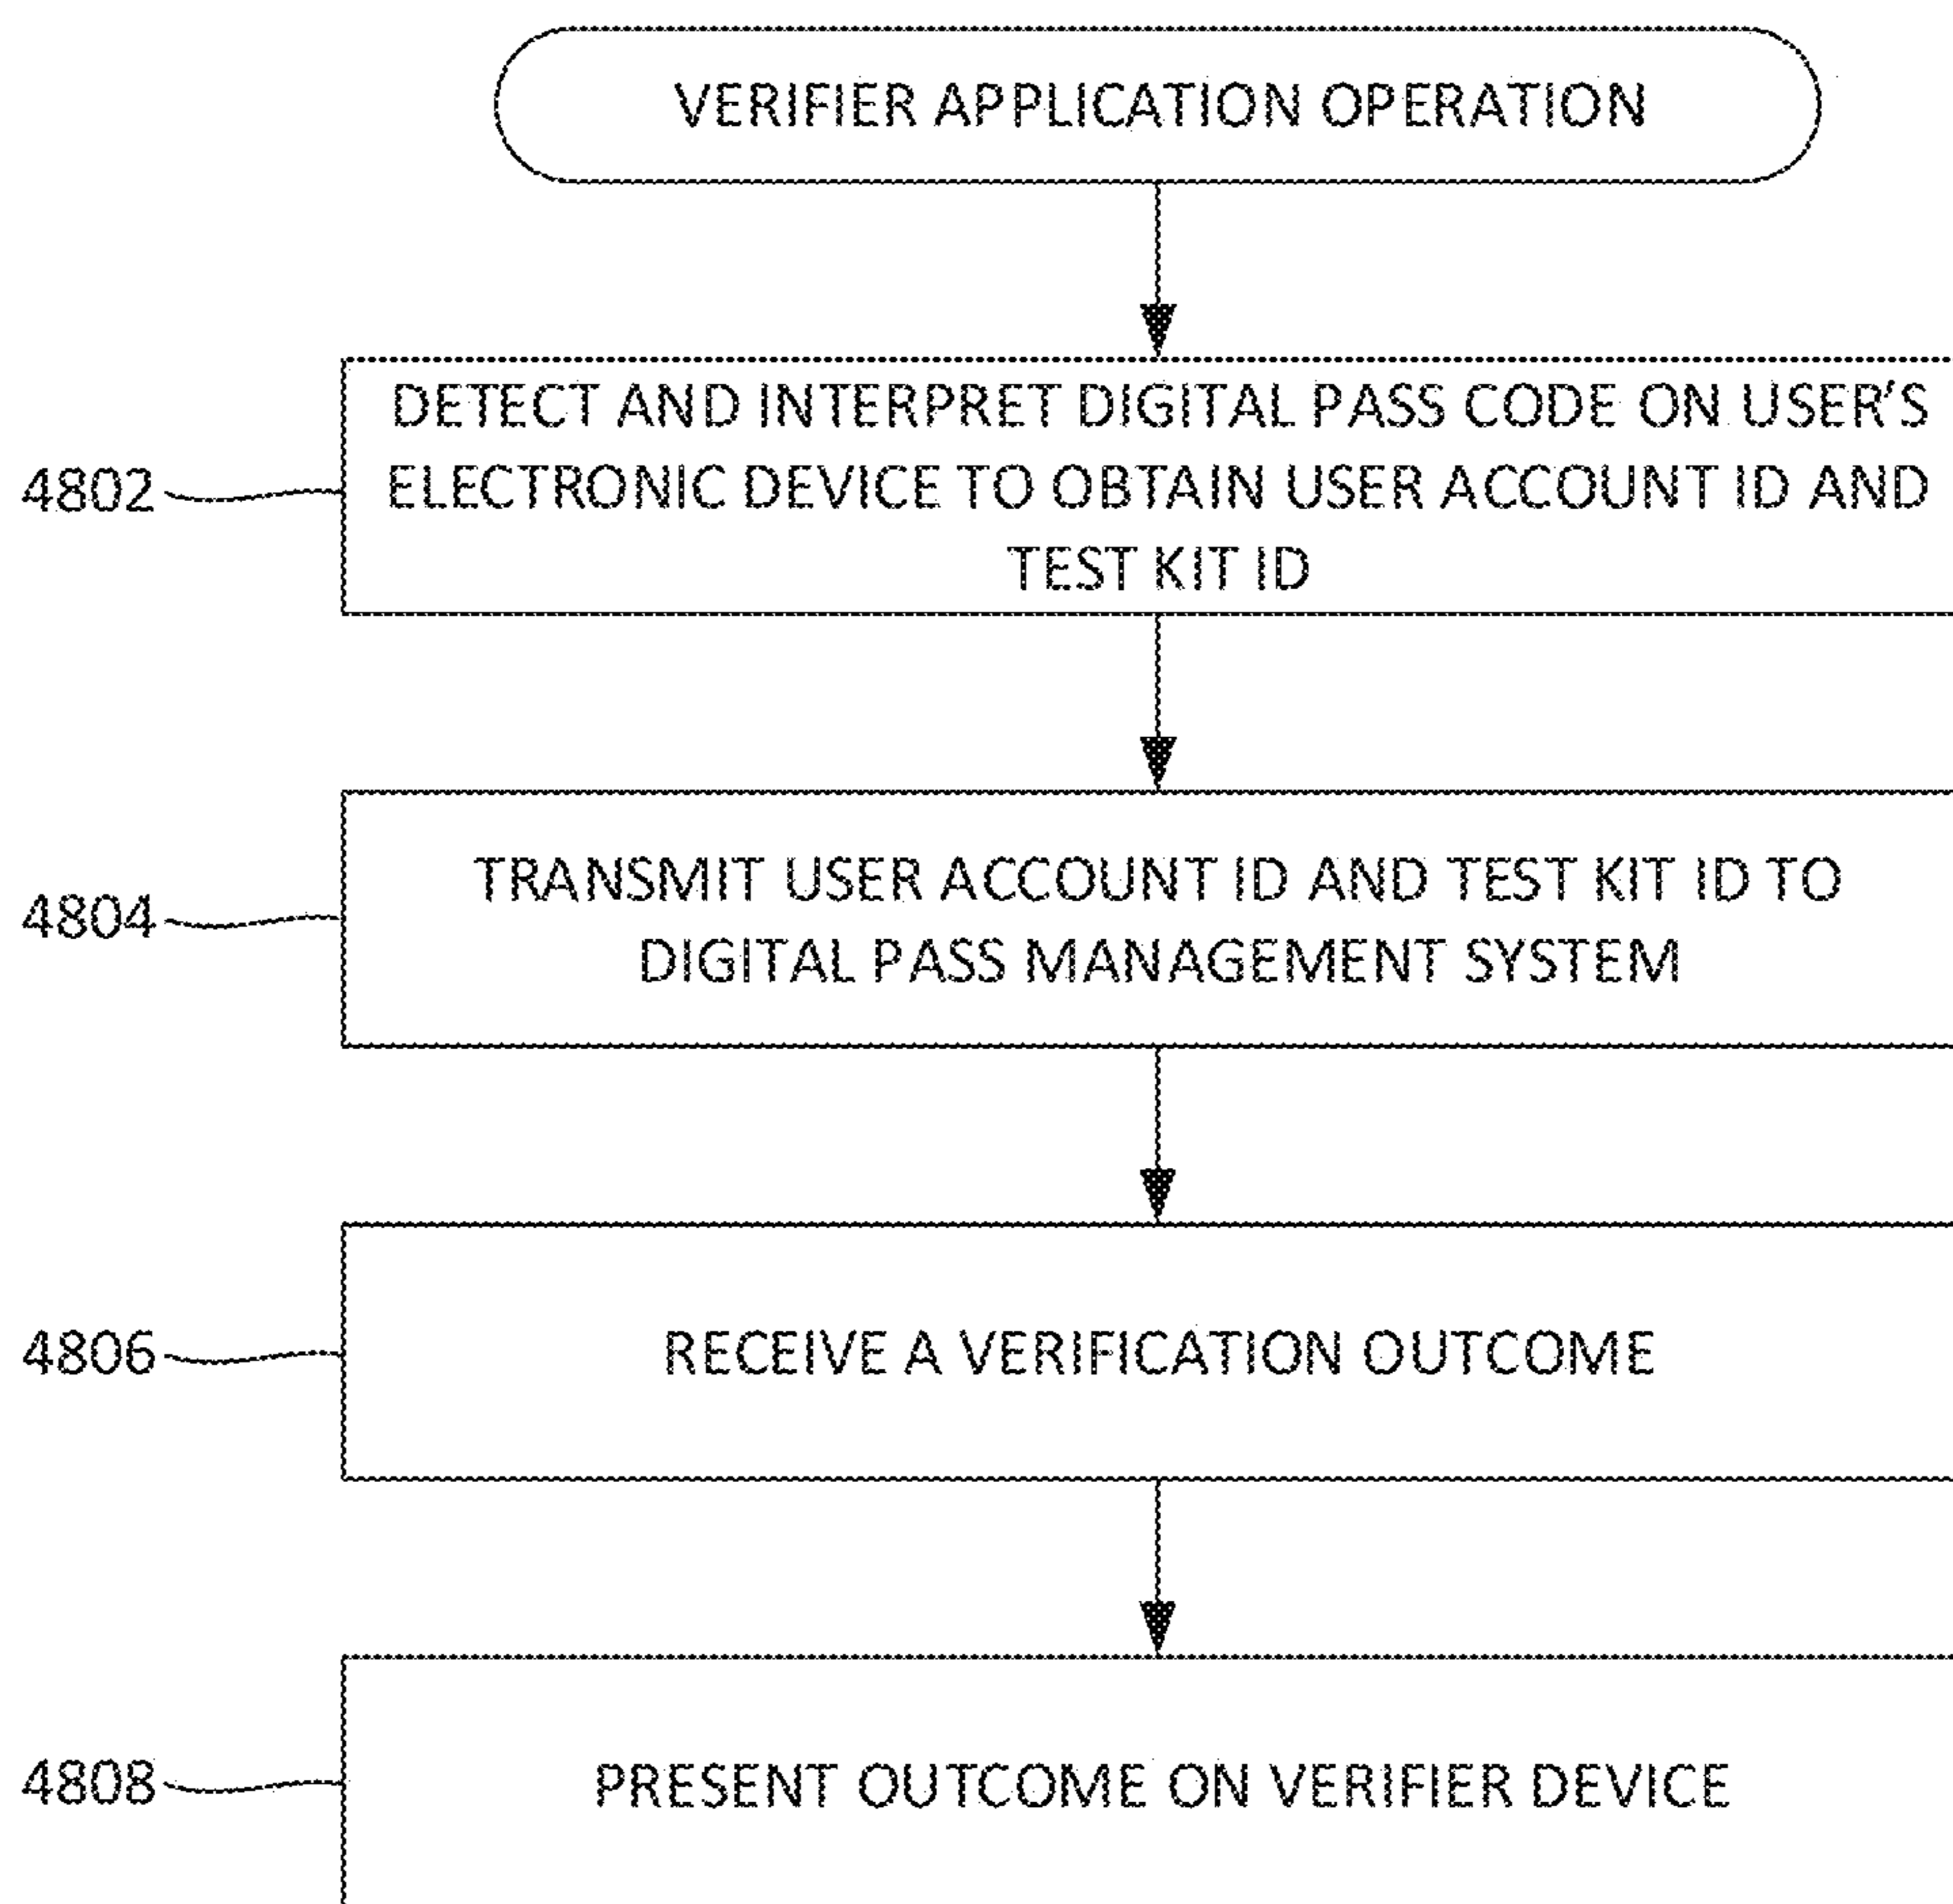 VERIFIER APPLICATION OPERATION
DETECT AND INTERPRET DIGITAL PASS CODE ON USER'S
4802
ELECTRONIC DEVICE TO OBTAIN USER ACCOUNT ID AND
TEST KIT ID
TRANSMIT USER ACCOUNT ID AND TEST KIT ID TO
4804
DIGITAL PASS MANAGEMENT SYSTEM
4806
RECEIVE A VERIFICATION OUTCOME
4808
PRESENT OUTCOME ON VERIFIER DEVICE